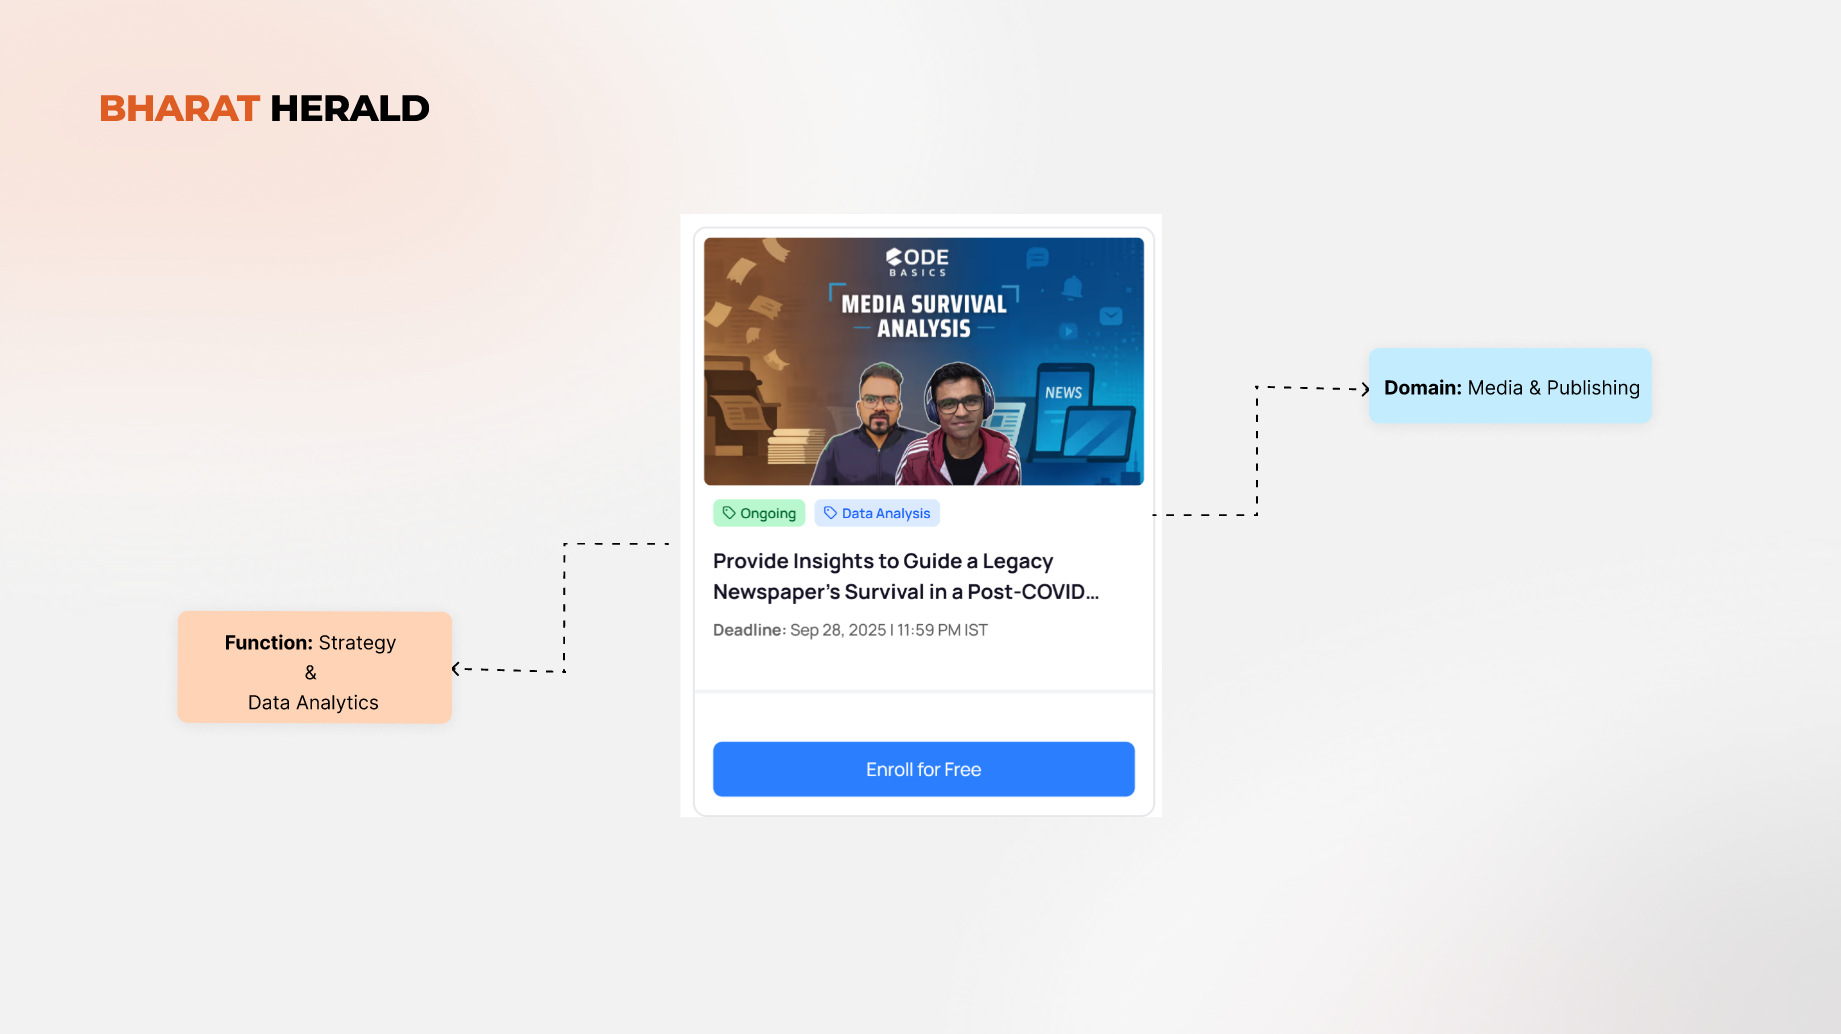 BHARAT HERALD
CODE
BASICS
MEDIA SURVIVAL
ANALYSIS
NEWS
Ongoing
Data Analysis
Provide Insights to Guide a Legacy
Newspaper's Survival in a Post-COVID...
Deadline: Sep 28, 2025 | 11:59 PM IST
Enroll for Free
Domain: Media & Publishing
Function: Strategy
&
Data Analytics